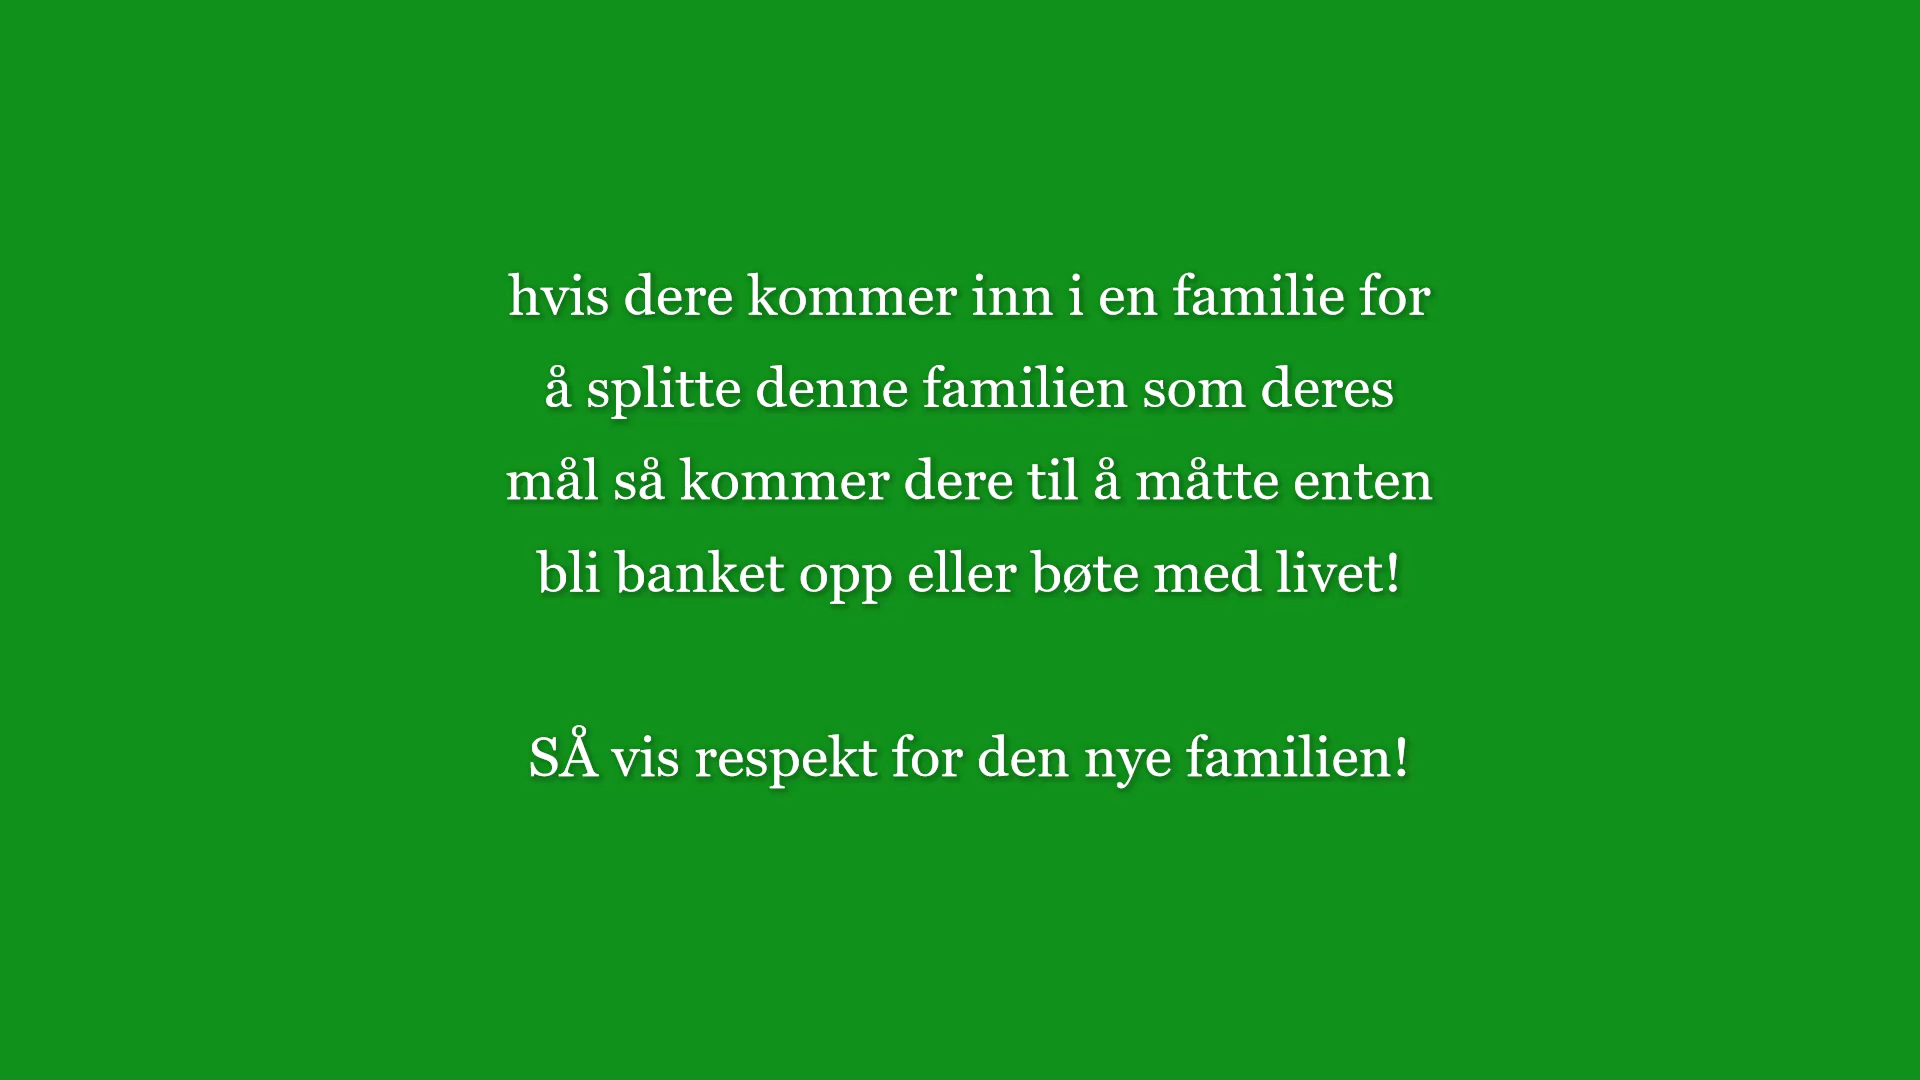 hvis dere kommer inn i en familie for
å splitte denne familien som deres
mål så kommer dere til å måtte enten
bli banket opp eller bøte med livet!
SÅ vis respekt for den nye familien!